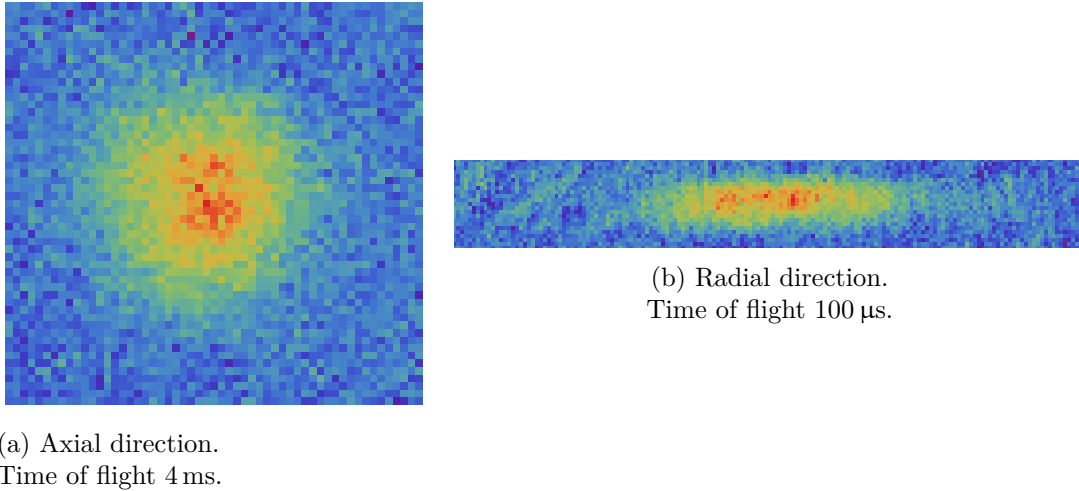 (a) Axial direction.
Time of flight 4 ms.
(b) Radial direction.
Time of flight 100 µs.